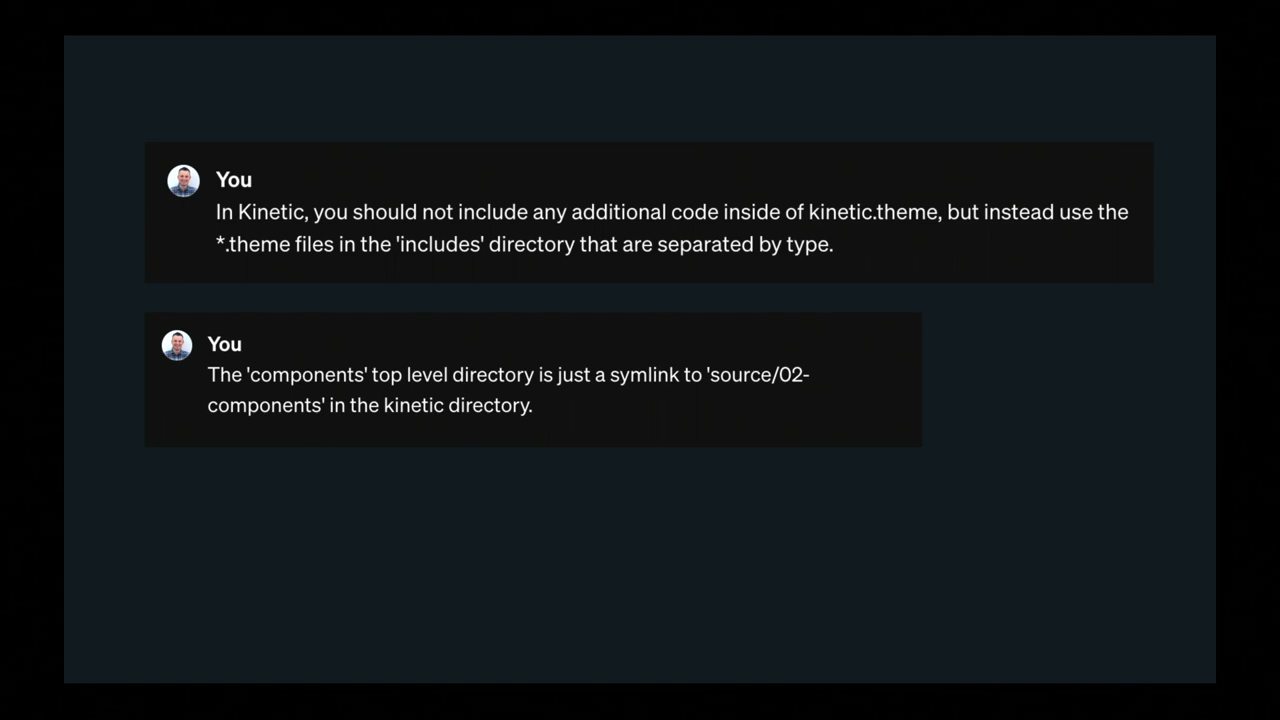 You
In Kinetic, you should not include any additional code inside of kinetic.theme, but instead use the
*.theme files in the 'includes' directory that are separated by type.
You
The 'components' top level directory is just a symlink to 'source/02-
components' in the kinetic directory.